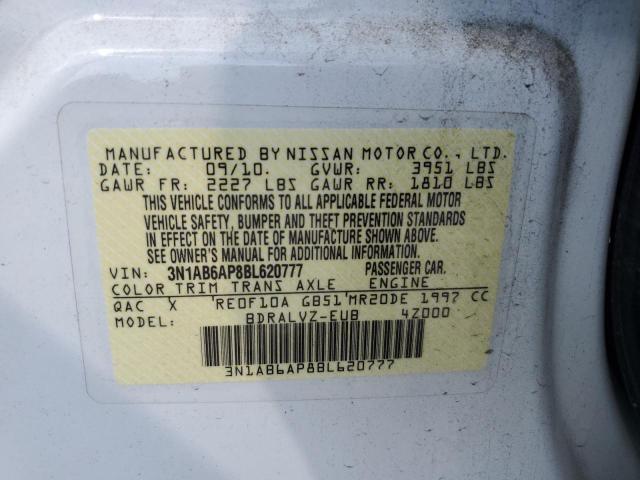 MANUFACTURED BY NISSAN MOTOR CO., LTD.
DATE: 09/10. GVWR: 3951 LBS
GAWR FR: 2227 LBS GAWR RR: 1810 LBS
THIS VEHICLE CONFORMS TO ALL APPLICABLE FEDERAL MOTOR
VEHICLE SAFETY, BUMPER AND THEFT PREVENTION STANDARDS
IN EFFECT ON THE DATE OF MANUFACTURE SHOWN ABOVE.
SEE OWNER'S MANUAL FOR ADDITIONAL INFORMATION.
VIN: 3N1AB6AP8BL620777 PASSENGER CAR.
COLOR TRIM TRANS AXLE ENGINE
QAC X 'RE0F10A GB51'MR20DE 1997 CC
MODEL: BDRALVZ-EUB 4Z000
3N1AB6AP8BL620777